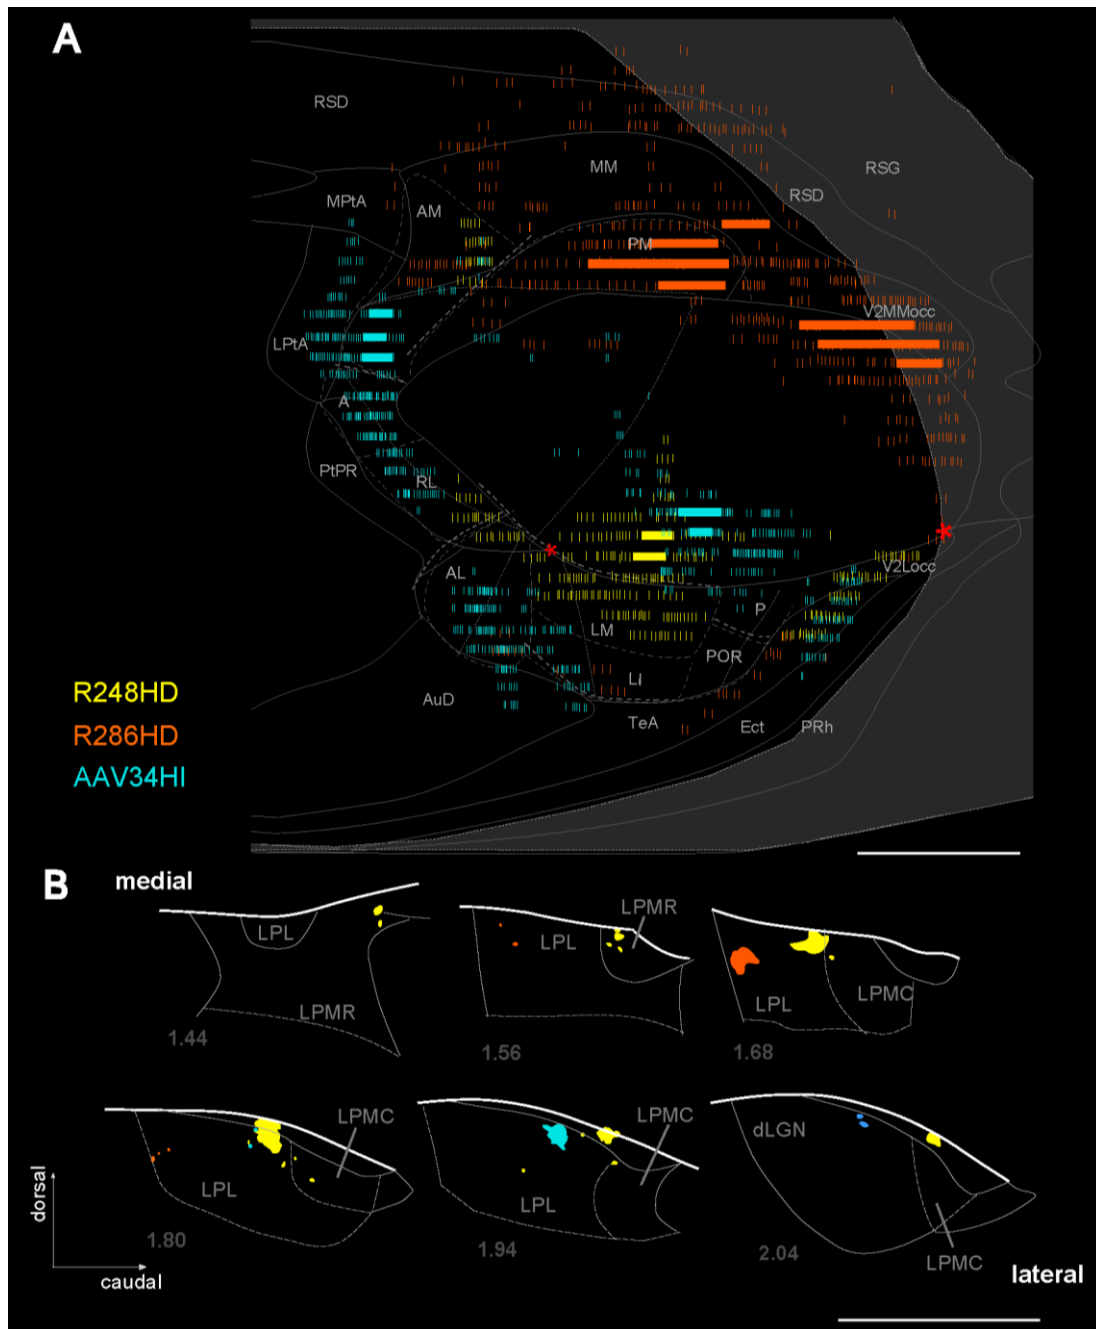 A
RSD
RSG
MM
RSD
MPtA
AM
PM
V2MMocc
LPtA
A
PtPR
RL
V2Locc
AL
P
LM
POR
LI
AuD
TeA
Ect
PRh
R248HD
R286HD
AAV34HI
B
medial
LPL
LPMR
1.44
LPMR
LPL
1.56
LPL
LPMC
1.68
LPMC
LPL
1.80
LPMC
LPL
1.94
dLGN
LPMC
2.04
dorsal
caudal
lateral